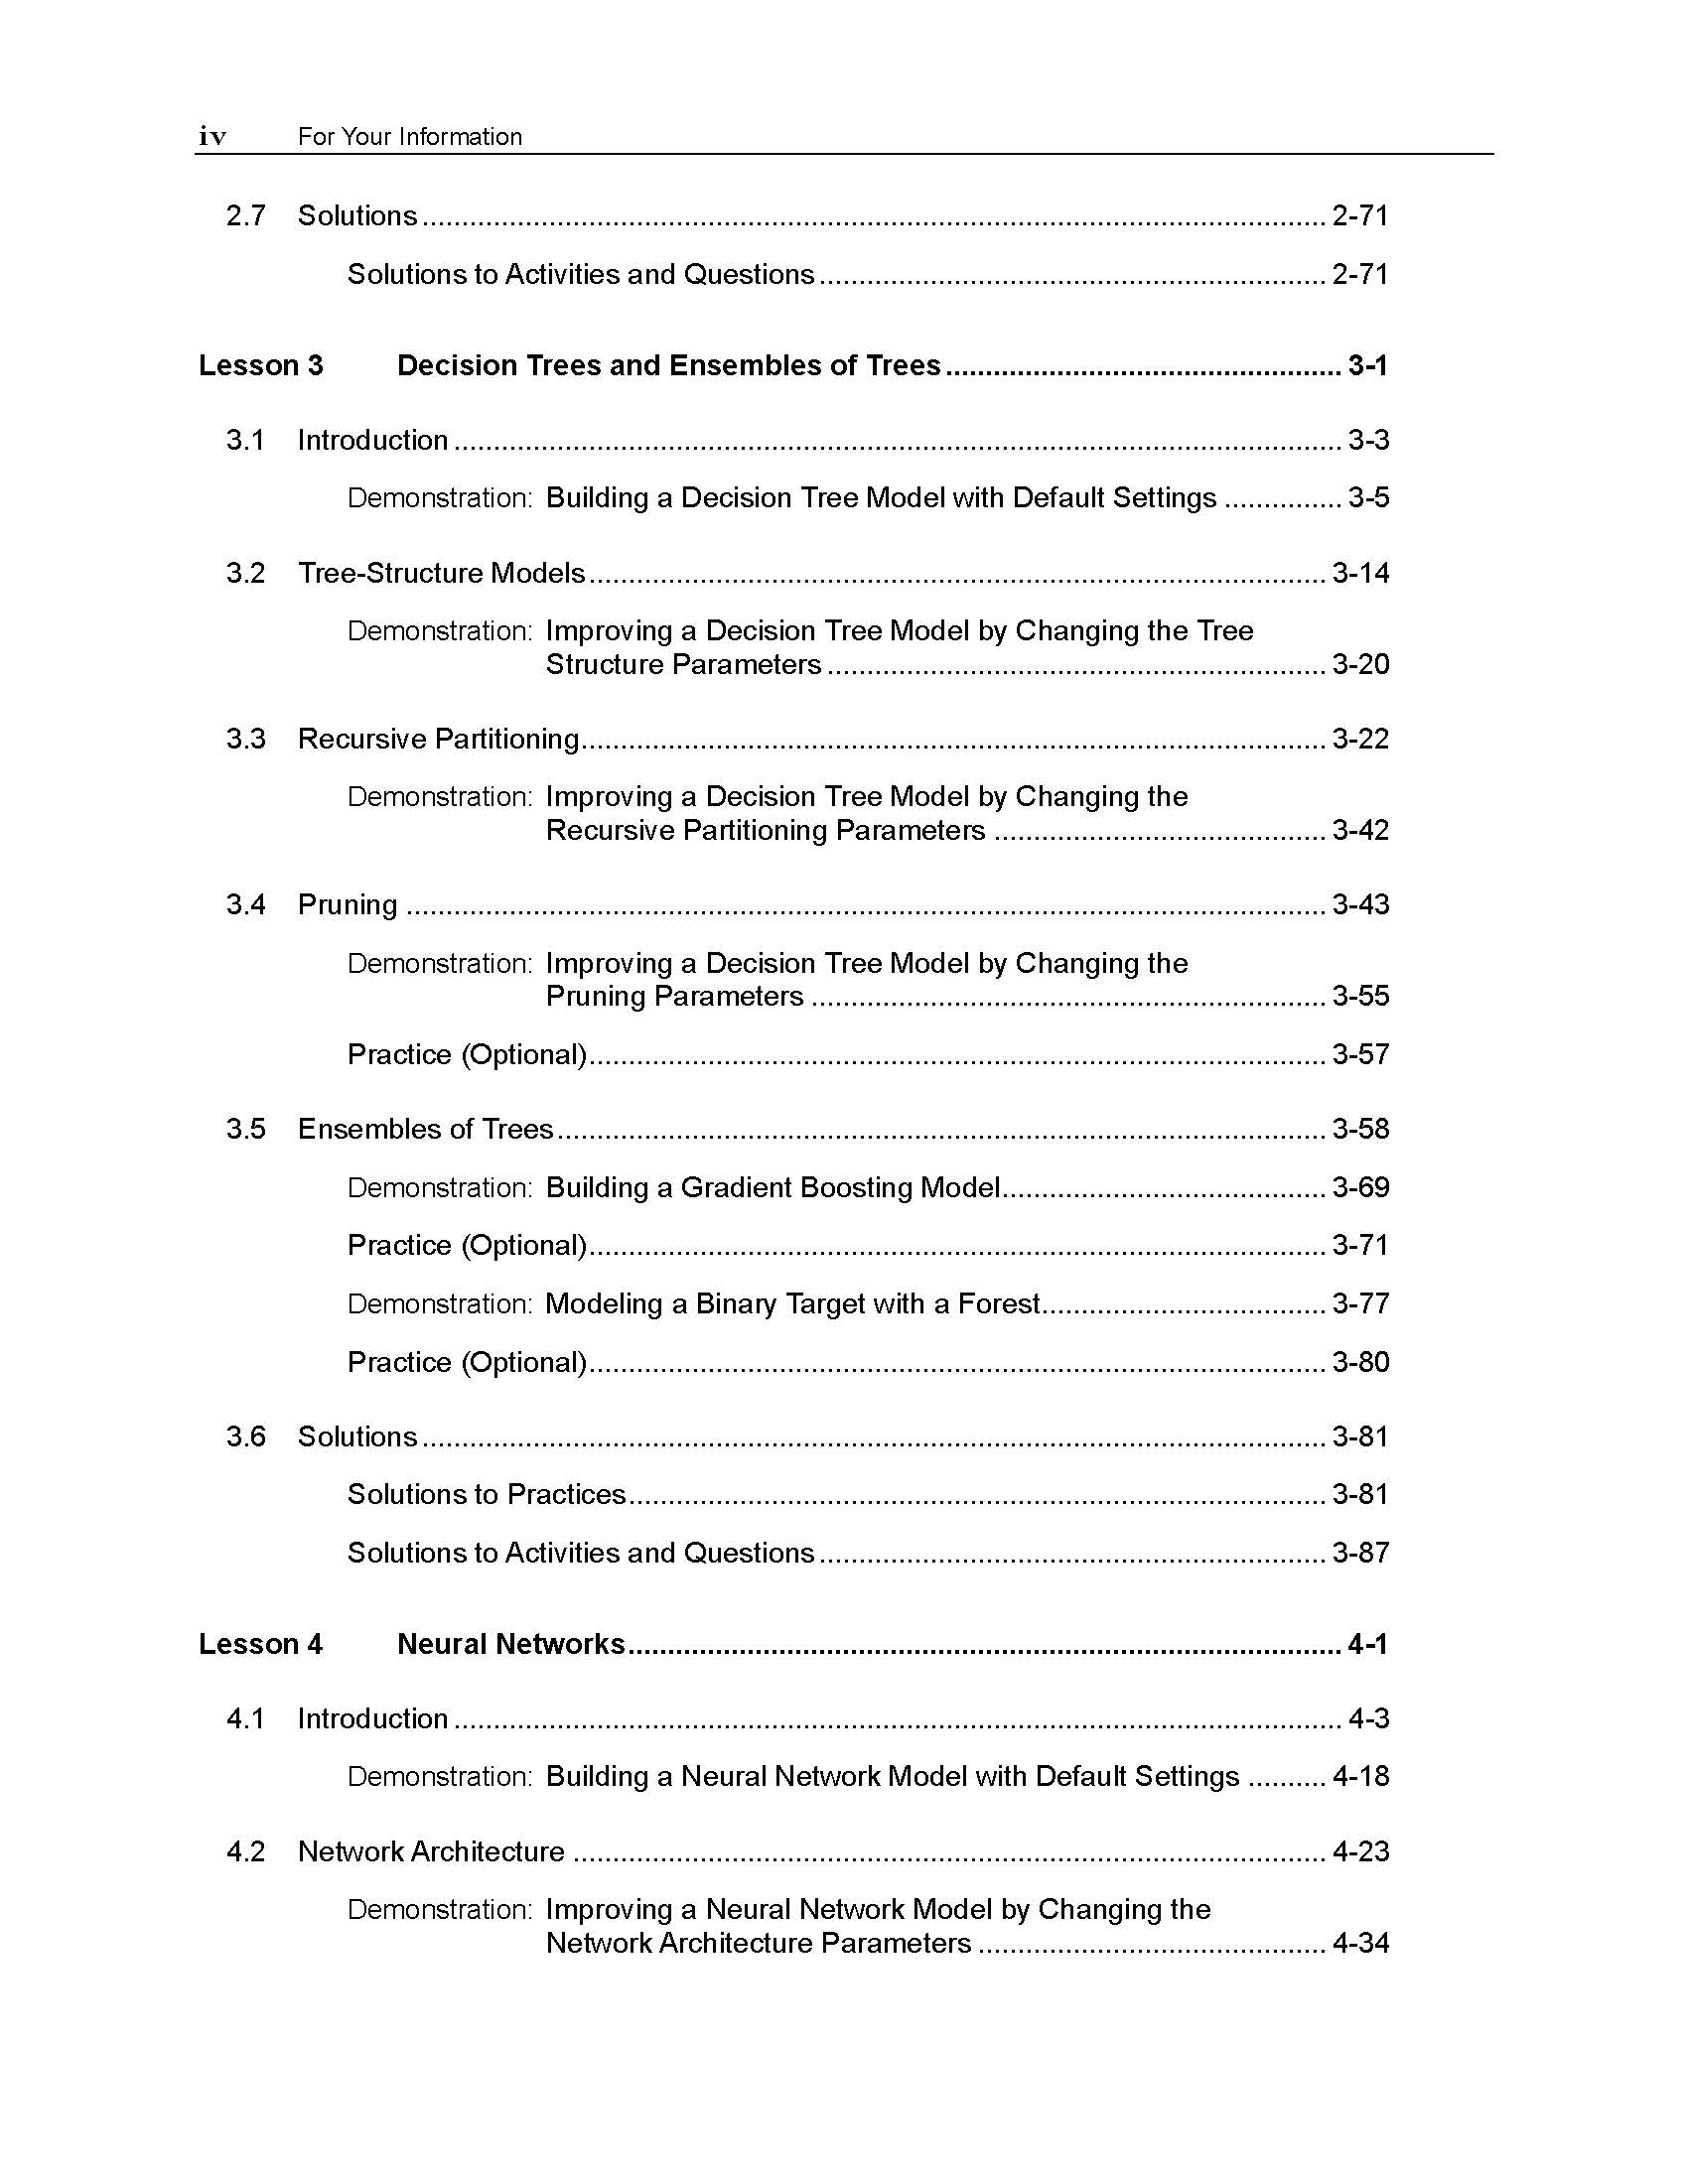 iv For Your Information
2.7 Solutions ........ 2-71
Solutions to Activities and Questions ........ 2-71
Lesson 3 Decision Trees and Ensembles of Trees ........ 3-1
3.1 Introduction ........ 3-3
Demonstration: Building a Decision Tree Model with Default Settings ........ 3-5
3.2 Tree-Structure Models ........ 3-14
Demonstration: Improving a Decision Tree Model by Changing the Tree
Structure Parameters ........ 3-20
3.3 Recursive Partitioning ........ 3-22
Demonstration: Improving a Decision Tree Model by Changing the
Recursive Partitioning Parameters ........ 3-42
3.4 Pruning ........ 3-43
Demonstration: Improving a Decision Tree Model by Changing the
Pruning Parameters ........ 3-55
Practice (Optional) ........ 3-57
3.5 Ensembles of Trees ........ 3-58
Demonstration: Building a Gradient Boosting Model ........ 3-69
Practice (Optional) ........ 3-71
Demonstration: Modeling a Binary Target with a Forest ........ 3-77
Practice (Optional) ........ 3-80
3.6 Solutions ........ 3-81
Solutions to Practices ........ 3-81
Solutions to Activities and Questions ........ 3-87
Lesson 4 Neural Networks ........ 4-1
4.1 Introduction ........ 4-3
Demonstration: Building a Neural Network Model with Default Settings ........ 4-18
4.2 Network Architecture ........ 4-23
Demonstration: Improving a Neural Network Model by Changing the
Network Architecture Parameters ........ 4-34